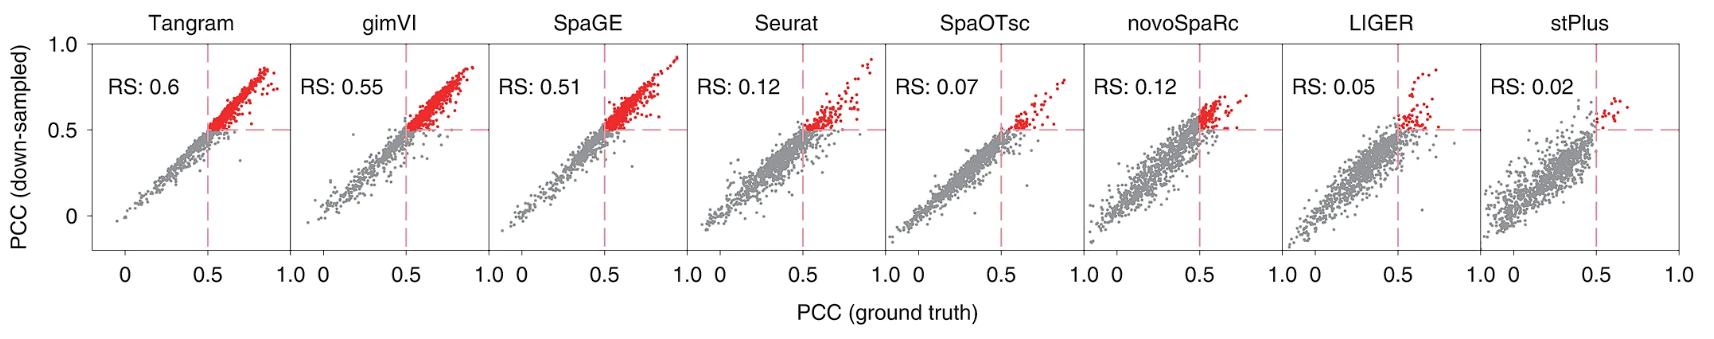 Tangram gimVI SpaGE Seurat SpaOTsc novoSpaRc LIGER stPlus
PCC (down-sampled)
1.0
RS: 0.6 RS: 0.55 RS: 0.51 RS: 0.12 RS: 0.07 RS: 0.12 RS: 0.05 RS: 0.02
0.5
0
0 0.5 1.0 0 0.5 1.0 0 0.5 1.0 0 0.5 1.0 0 0.5 1.0 0 0.5 1.0 0 0.5 1.0 0 0.5 1.0
PCC (ground truth)